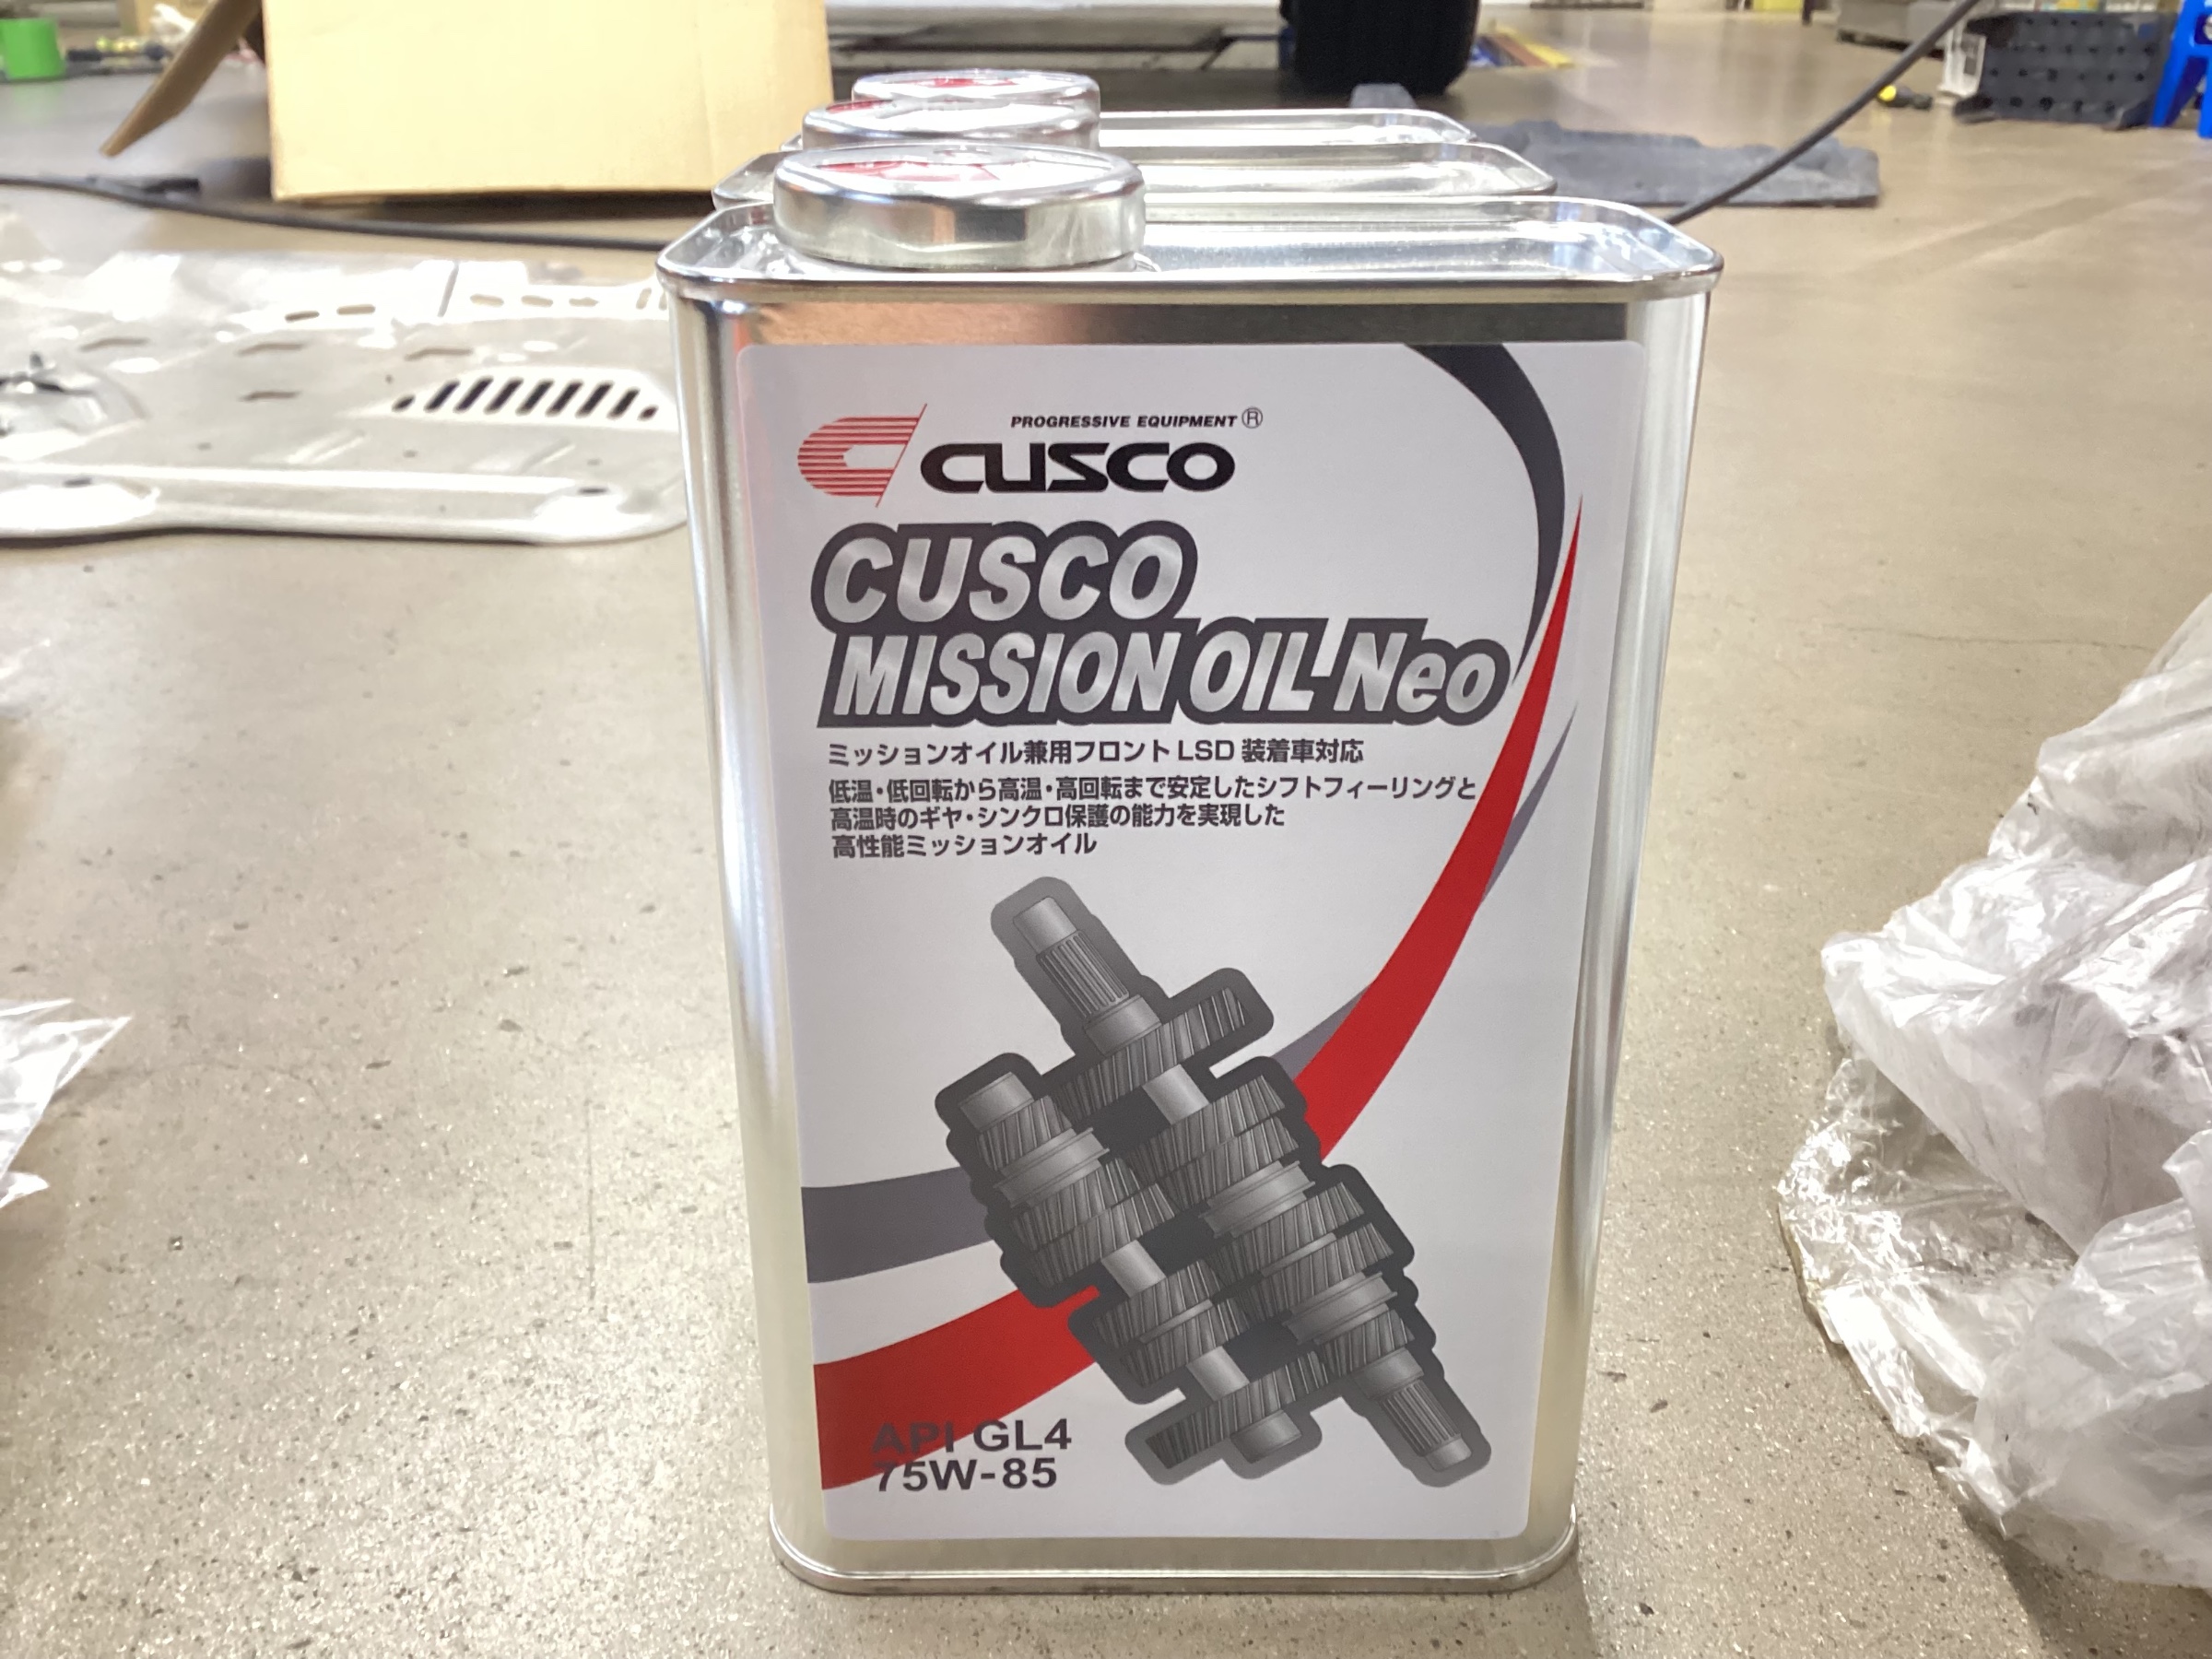 PROGRESSIVE EQUIPMENT®
CUSCO
CUSCO
MISSION OIL Neo
ミッションオイル兼用フロントLSD装着車対応
低温・低回転から高温・高回転まで安定したシフトフィーリングと
高温時のギヤ・シンクロ保護の能力を実現した
高性能ミッションオイル
API GL4
75W-85